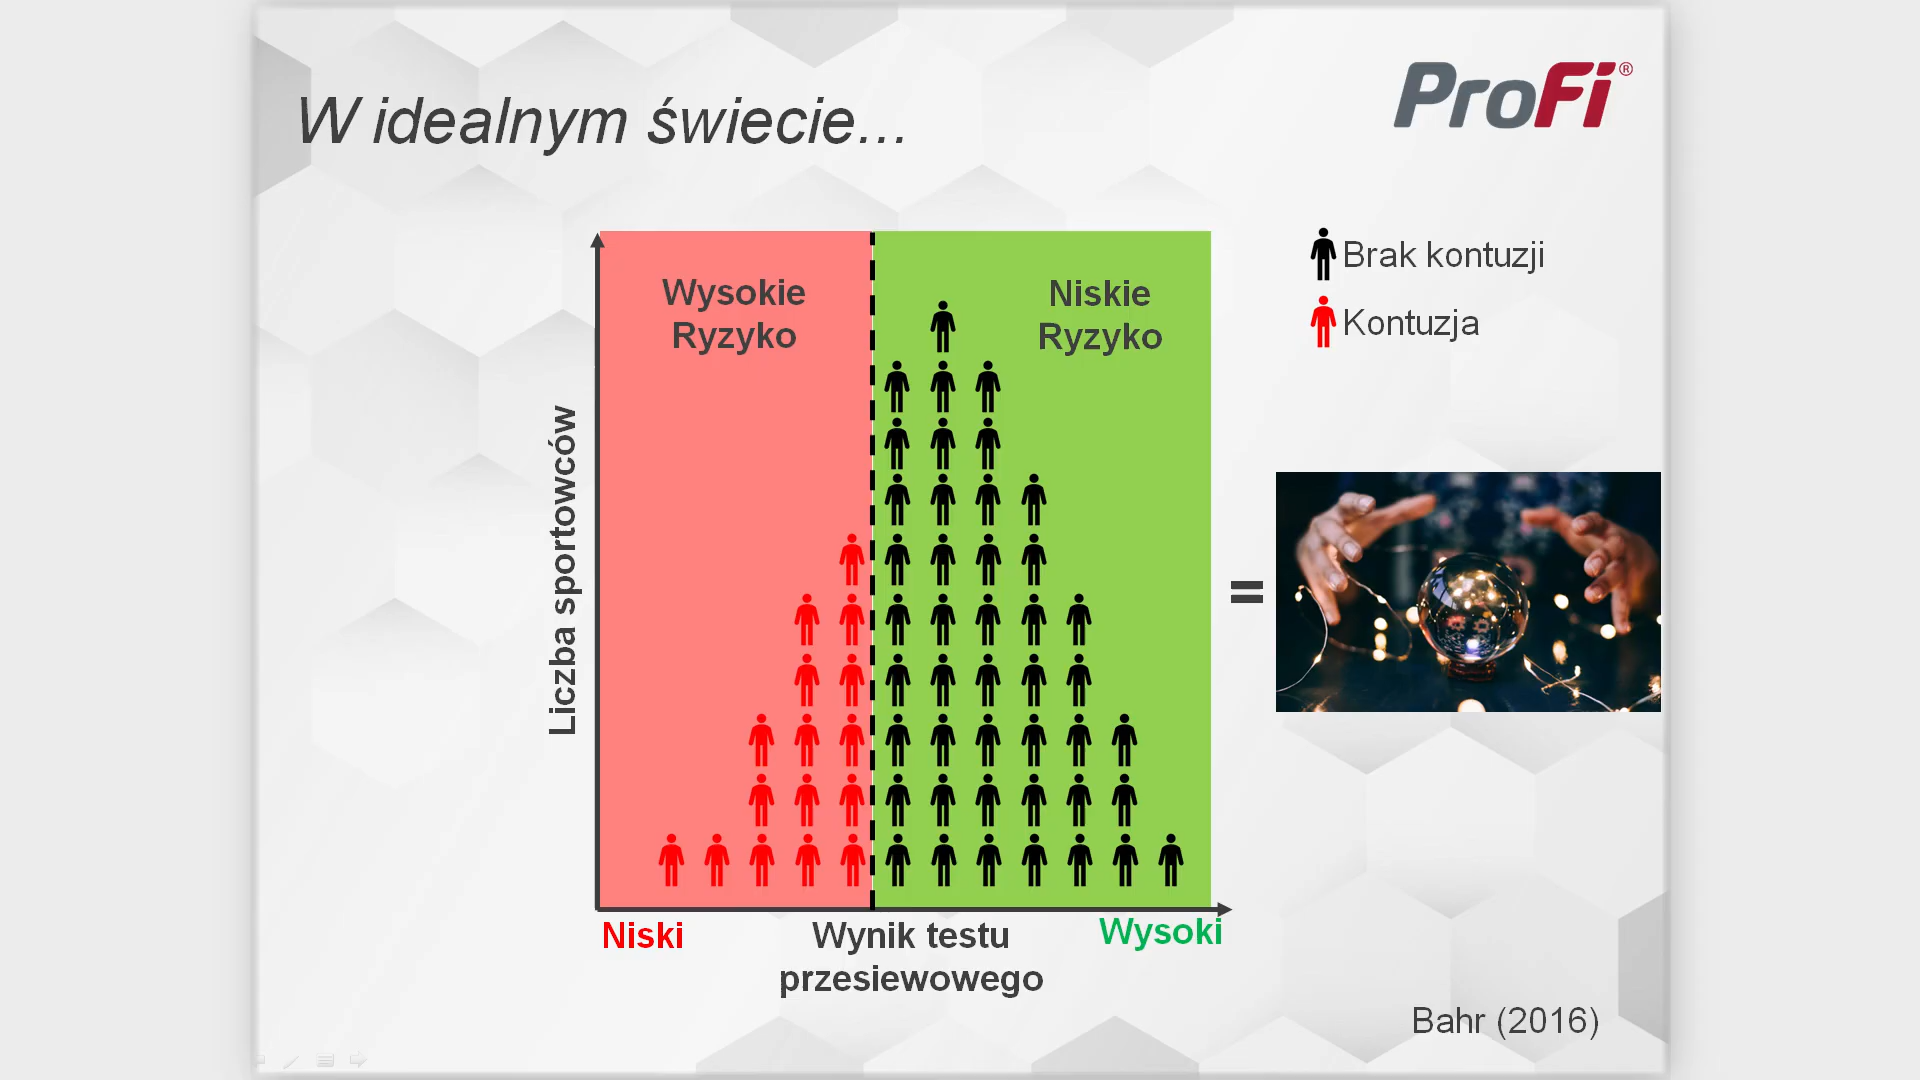 W idealnym świecie...
ProFi®
Wysokie
Ryzyko
Niskie
Ryzyko
Brak kontuzji
Kontuzja
Liczba sportowców
=
Niski
Wynik testu
przesiewowego
Wysoki
Bahr (2016)